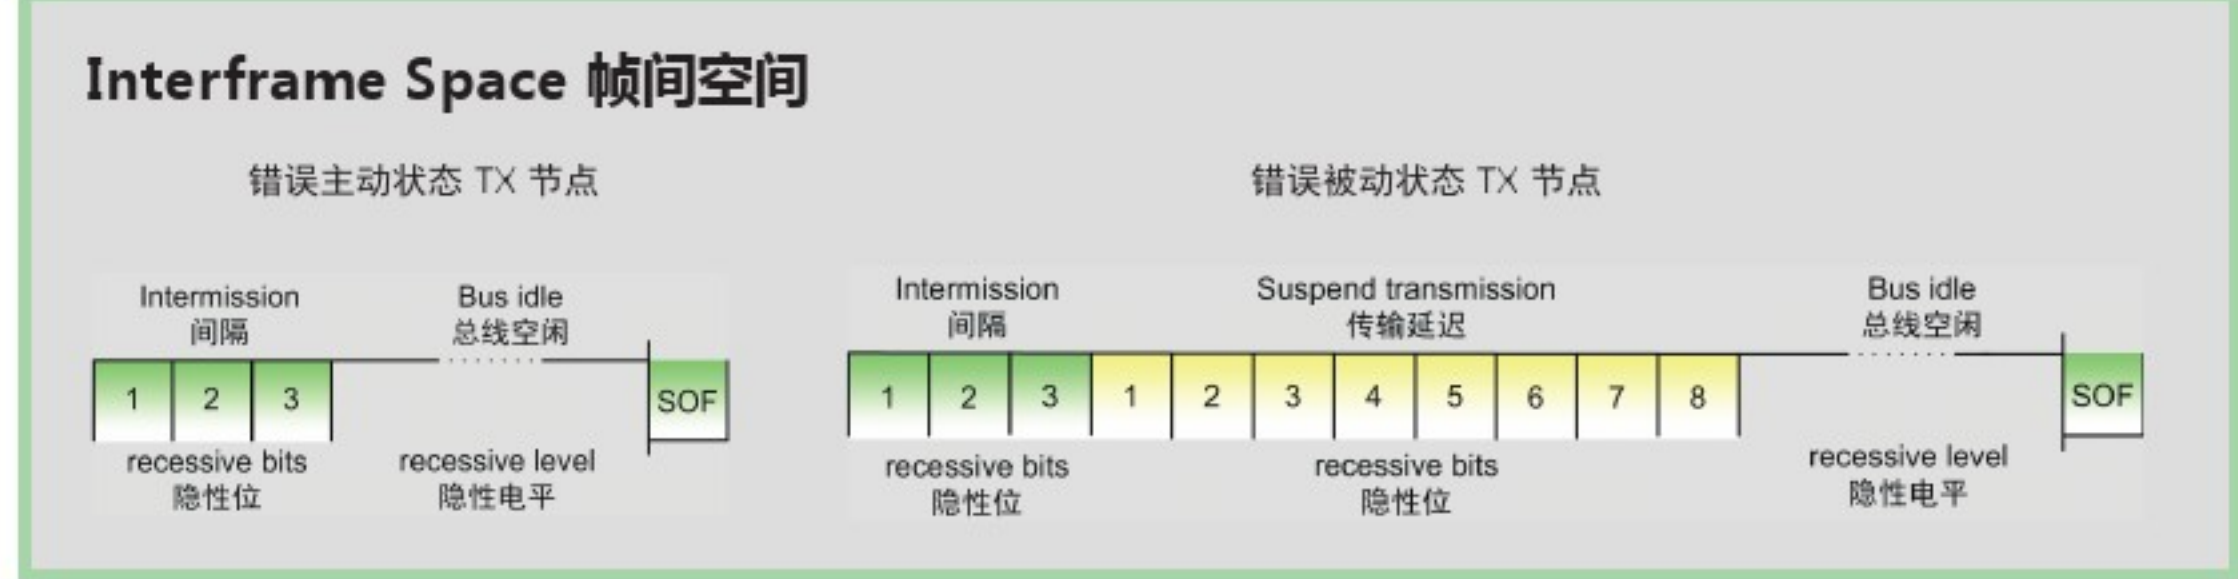 Interframe Space 帧间空间
错误主动状态 TX 节点
Intermission
间隔
Bus idle
总线空闲
1 2 3 SOF
recessive bits
隐性位
recessive level
隐性电平
错误被动状态 TX 节点
Intermission
间隔
Suspend transmission
传输延迟
Bus idle
总线空闲
1 2 3 1 2 3 4 5 6 7 8 SOF
recessive bits
隐性位
recessive bits
隐性位
recessive level
隐性电平